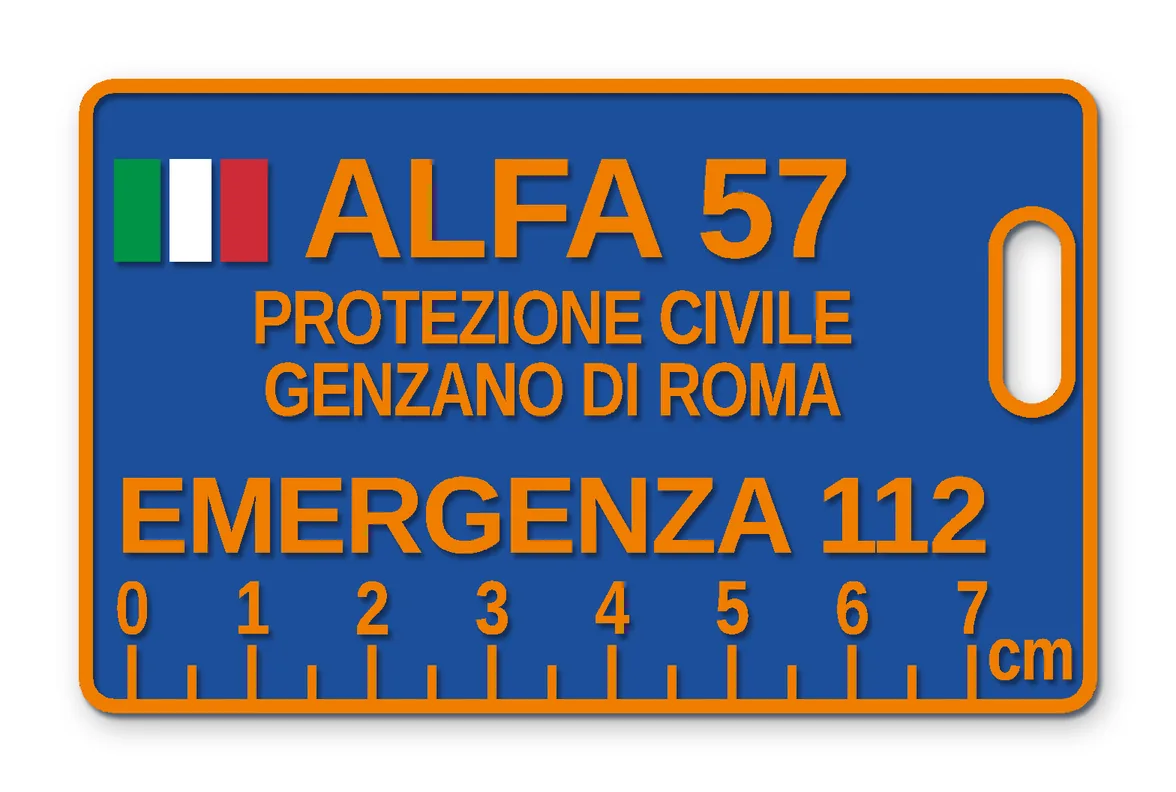 ALFA 57
PROTEZIONE CIVILE
GENZANO DI ROMA
EMERGENZA 112
0 1 2 3 4 5 6 7
cm